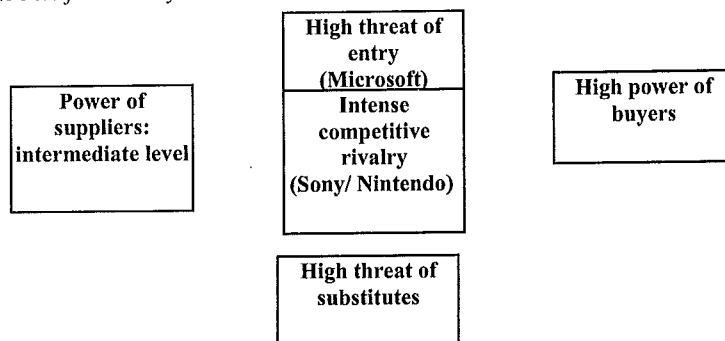 High threat of
entry
(Microsoft)
Power of
suppliers:
intermediate level
Intense
competitive
rivalry
(Sony/ Nintendo)
High power of
buyers
High threat of
substitutes